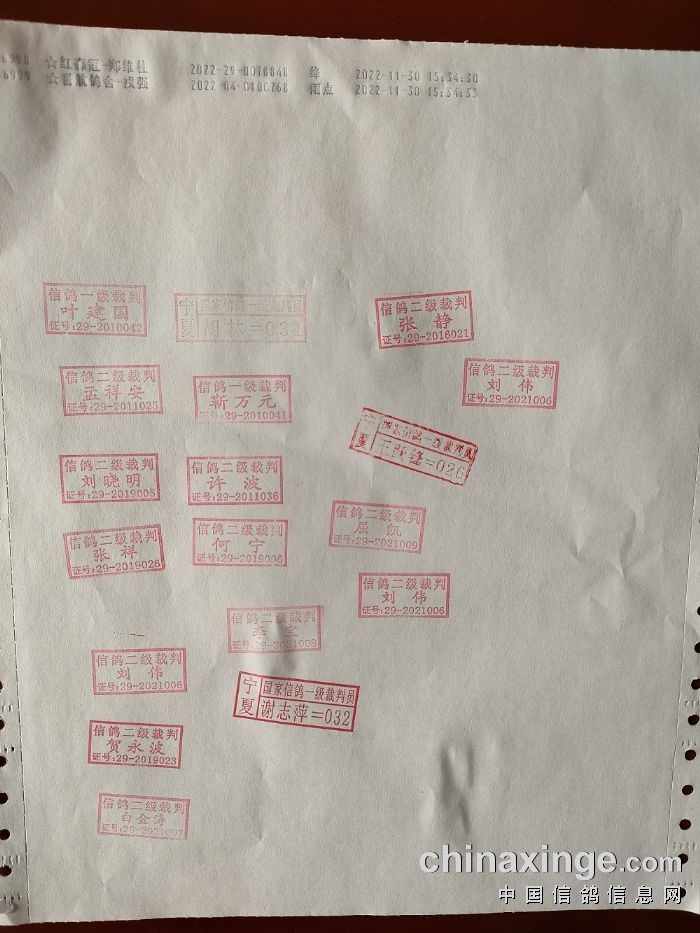 6998 ☆红森冠-郑维柱 2022-29-0078848 绛 2022-11-30 15:34:30
6999 ☆普航鸽舍-戎强 2022-04-0100768 雨点 2022-11-30 15:34:33
信鸽一级裁判
叶建国
证号:29-2010042
宁夏
国家信鸽一级裁判员
信鸽二级裁判
张静
证号:29-2016021
信鸽二级裁判
孟祥安
证号:29-2011025
信鸽一级裁判
靳万元
证号:29-2010041
信鸽二级裁判
刘伟
证号:29-2021006
宁夏
国家信鸽一级裁判员
=026
信鸽二级裁判
刘晓明
证号:29-2019005
信鸽二级裁判
许波
证号:29-2011036
信鸽二级裁判
张祥
证号:29-2019026
信鸽二级裁判
何宁
证号:29-2019006
信鸽二级裁判
屈凯
证号:29-2021009
信鸽二级裁判
刘伟
证号:29-2021006
信鸽二级裁判
李宝
证号:29-2021008
信鸽二级裁判
刘伟
证号:29-2021006
宁夏
国家信鸽一级裁判员
谢志萍=032
信鸽二级裁判
贺永波
证号:29-2019023
信鸽二级裁判
白金涛
证号:29-2021007
chinaxinge.com
中国信鸽信息网